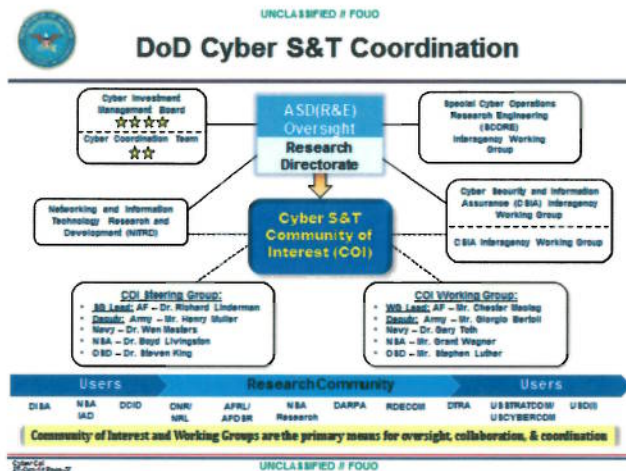 UNCLASSIFIED // FOUO
DoD Cyber S&T Coordination
Cyber Investment
Management Board
Cyber Coordination Team
ASD(R&E)
Oversight
Research
Directorate
Special Cyber Operations
Research Engineering
(SCORE)
Interagency Working
Group
Networking and Information
Technology Research and
Development (NITRD)
Cyber S&T
Community of
Interest (COI)
Cyber Security and Information
Assurance (CSIA) Interagency
Working Group
CSIA Interagency Working Group
COI Steering Group:
SG Lead: AF – Dr. Richard Linderman
Deputy: Army – Mr. Henry Muller
Navy – Dr. Wen Masters
NSA – Dr. Boyd Livingston
OSD – Dr. Steven King
COI Working Group:
WG Lead: AF – Mr. Chester Maciag
Deputy: Army – Mr. Giorgio Bertoli
Navy – Dr. Gary Toth
NSA – Mr. Grant Wagner
OSD – Mr. Stephen Luther
Users
Research Community
Users
DISA
NSA
IAD
DCIO
ONR/
NRL
AFRL/
AFOSR
NSA
Research
DARPA
RDECOM
DTRA
USSTRATCOM/
USCYBERCOM
USD(I)
Community of Interest and Working Groups are the primary means for oversight, collaboration, & coordination
UNCLASSIFIED // FOUO